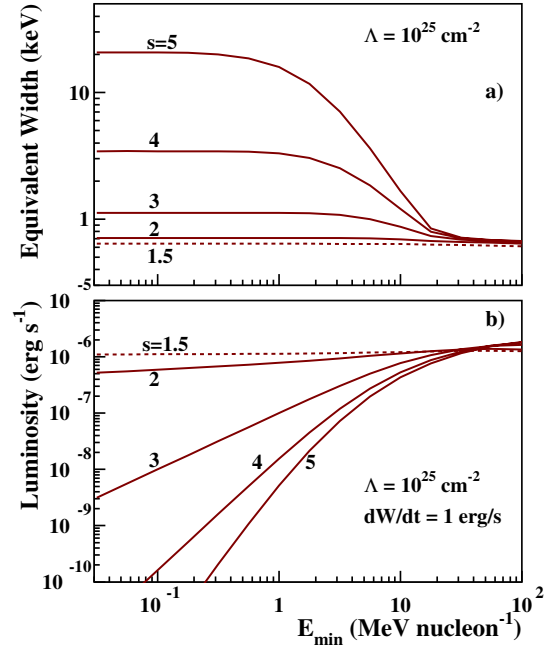 Equivalent Width (keV)
s=5
Λ = 10^25 cm^-2
a)
10
4
3
1
2
1.5
-5
Luminosity (erg s^-1)
10^-5
b)
s=1.5
10^-6
2
10^-7
3
10^-8
4
5
Λ = 10^25 cm^-2
10^-9
dW/dt = 1 erg/s
10^-10
10^-1
1
10
10^2
E_min (MeV nucleon^-1)